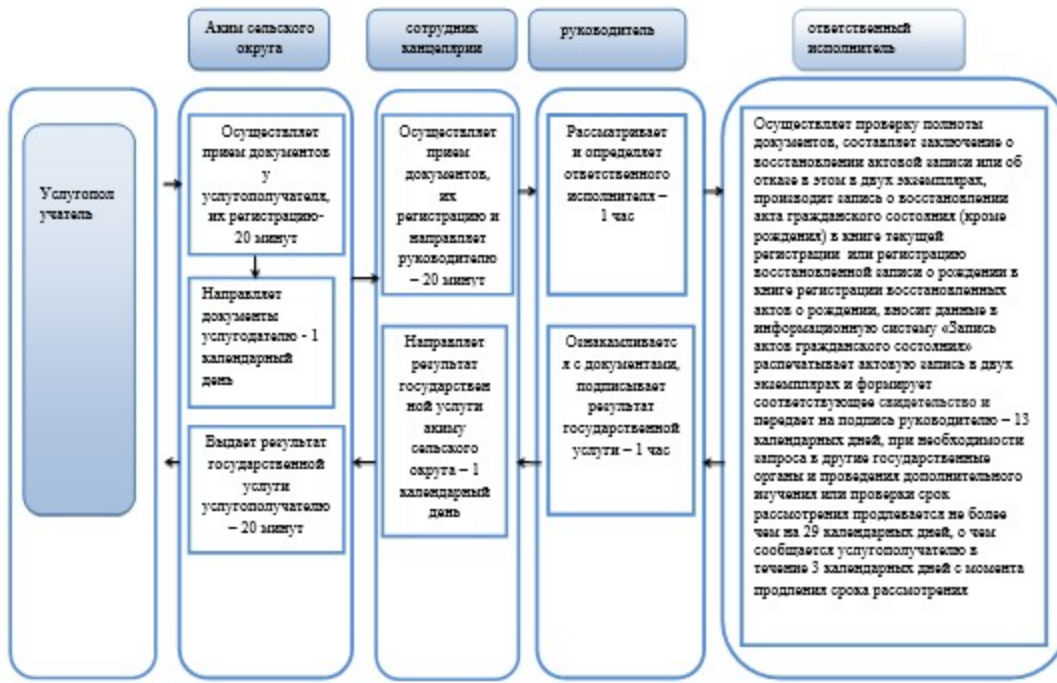 Аким сельского
округа
сотрудник
канцелярии
руководитель
ответственный
исполнитель
Услугопол
учатель
Осуществляет
прием документов
у
услугополучателя,
их регистрацию-
20 минут
Направляет
документы
услугодателю - 1
календарный
день
Выдает результат
государственной
услуги
услугополучателю
– 20 минут
Осуществляет
прием
документов,
их
регистрацию и
направляет
руководителю
– 20 минут
Направляет
результат
государствен
ной услуги
акиму
сельского
округа – 1
календарный
день
Рассматривает
и определяет
ответственного
исполнителя –
1 час
Ознакамливаетс
я с документами,
подписывает
результат
государственной
услуги – 1 час
Осуществляет проверку полноты
документов, составляет заключение о
восстановлении актовой записи или об
отказе в этом в двух экземплярах,
производит запись о восстановлении
акта гражданского состояния (кроме
рождения) в книге текущей
регистрации или регистрацию
восстановленной записи о рождении в
книге регистрации восстановленных
актов о рождении, вносит данные в
информационную систему «Запись
актов гражданского состояния»
распечатывает актовую запись в двух
экземплярах и формирует
соответствующее свидетельство и
передает на подпись руководителю – 13
календарных дней, при необходимости
запроса в другие государственные
органы и проведения дополнительного
изучения или проверки срок
рассмотрения продлевается не более
чем на 29 календарных дней, о чем
сообщается услугополучателю в
течение 3 календарных дней с момента
продления срока рассмотрения